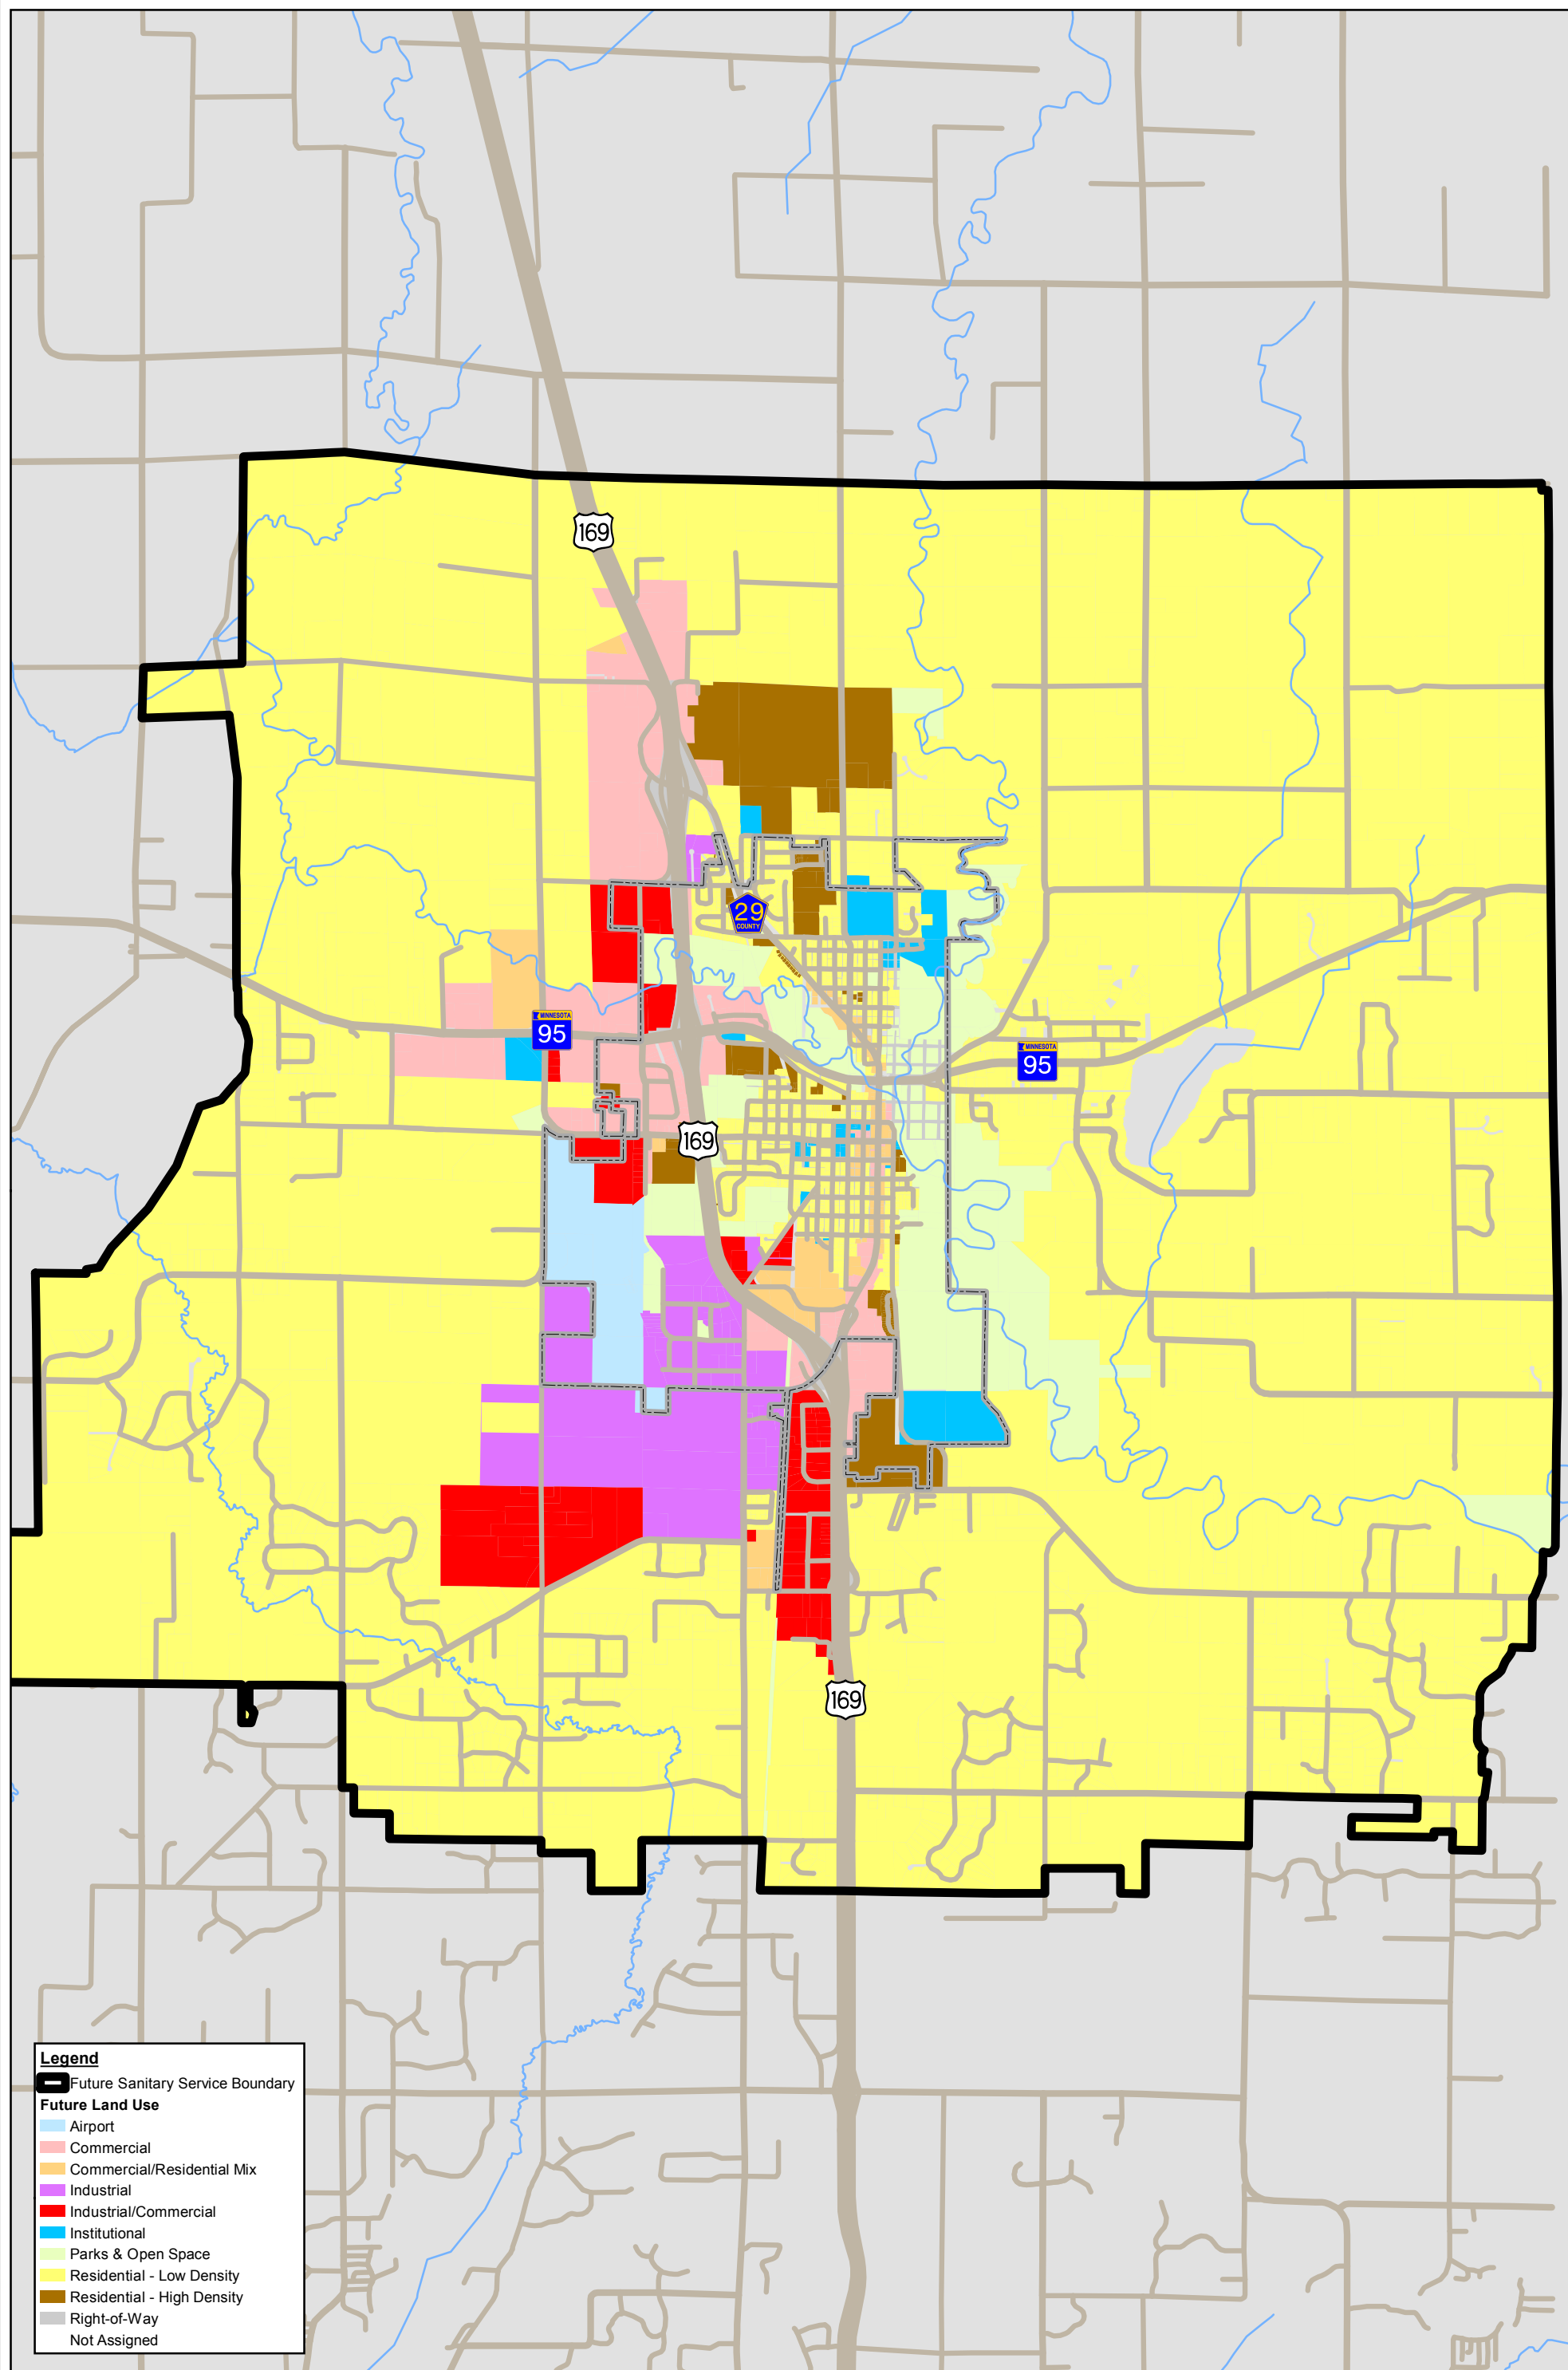 169
29
COUNTY
MINNESOTA
95
MINNESOTA
95
169
169
Legend
Future Sanitary Service Boundary
Future Land Use
Airport
Commercial
Commercial/Residential Mix
Industrial
Industrial/Commercial
Institutional
Parks & Open Space
Residential - Low Density
Residential - High Density
Right-of-Way
Not Assigned